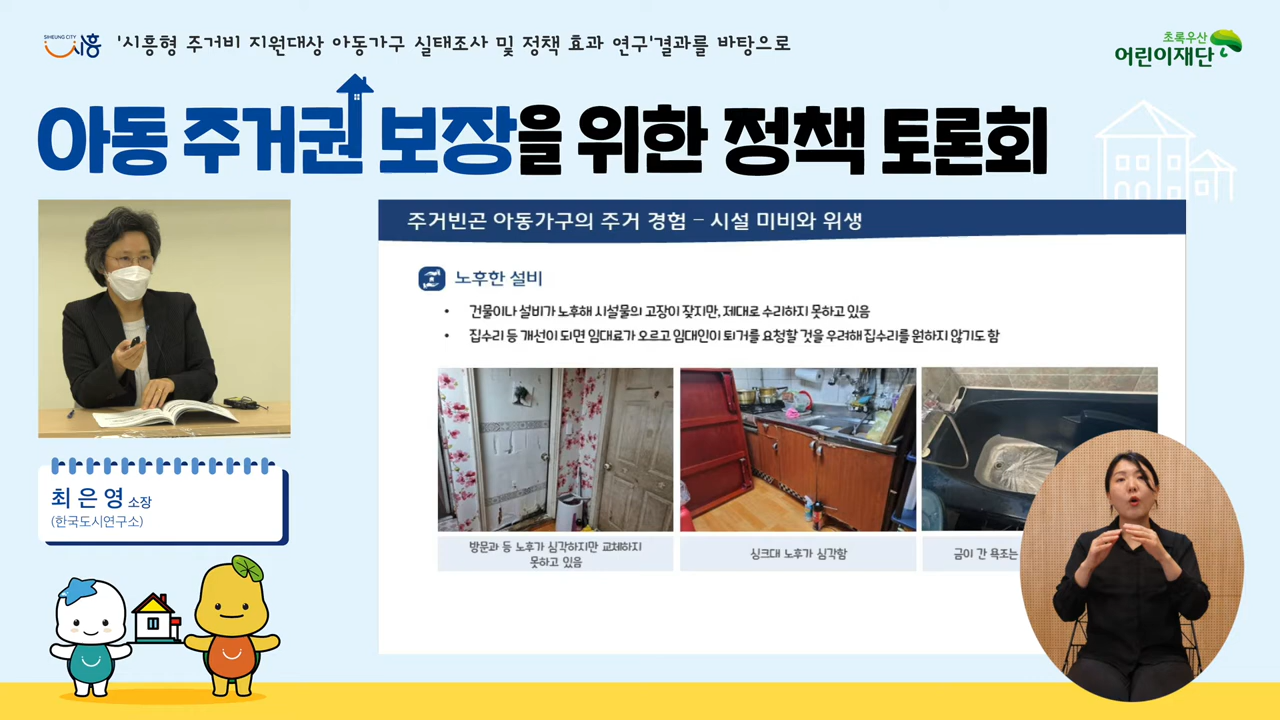 SIHEUNG CITY
시흥
'시흥형 주거비 지원대상 아동가구 실태조사 및 정책 효과 연구'결과를 바탕으로
초록우산
어린이재단
아동 주거권 보장을 위한 정책 토론회
주거빈곤 아동가구의 주거 경험 – 시설 미비와 위생
노후한 설비
• 건물이나 설비가 노후해 시설물의 고장이 잦지만, 제대로 수리하지 못하고 있음
• 집수리 등 개선이 되면 임대료가 오르고 임대인이 퇴거를 요청할 것을 우려해 집수리를 원하지 않기도 함
방문과 등 노후가 심각하지만 교체하지
못하고 있음
싱크대 노후가 심각함
금이 간 욕조는
최은영 소장
(한국도시연구소)